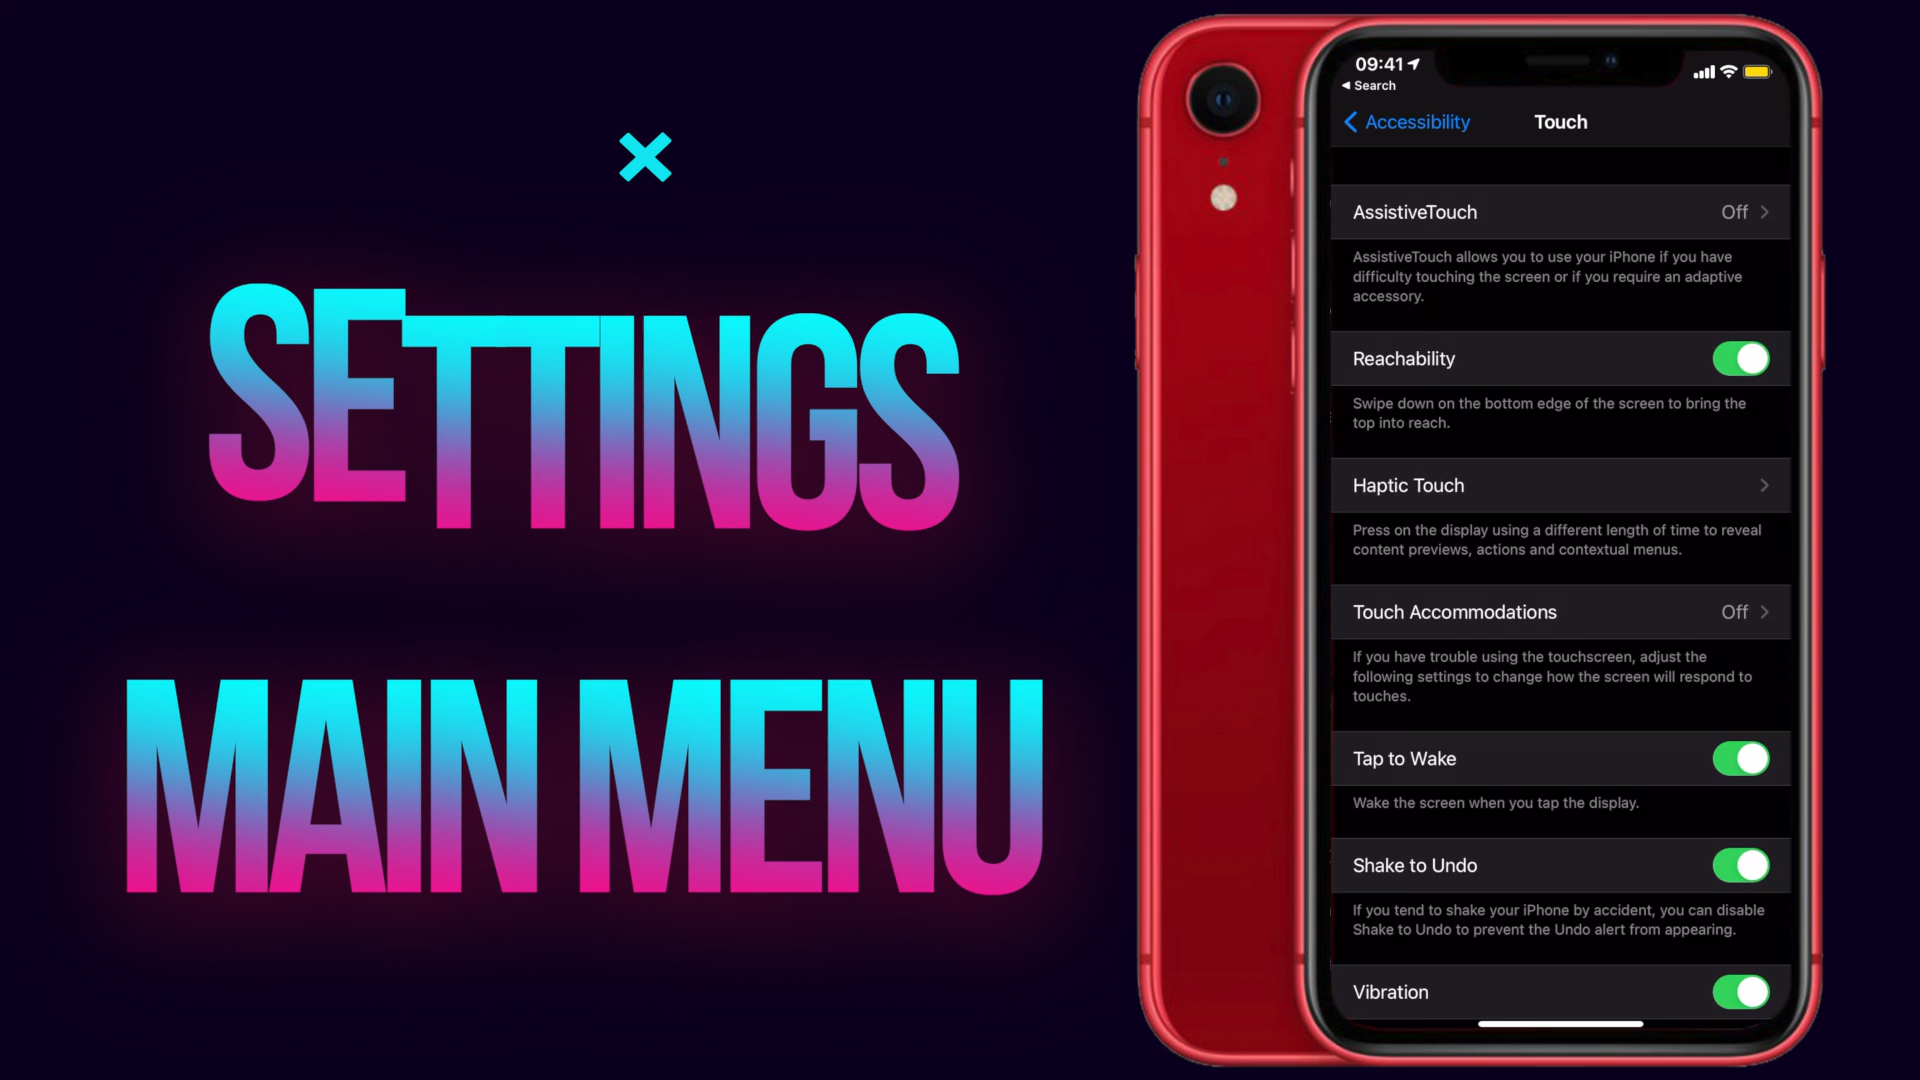 SETTINGS
MAIN MENU
09:41
Search
Accessibility
Touch
AssistiveTouch
Off
AssistiveTouch allows you to use your iPhone if you have
difficulty touching the screen or if you require an adaptive
accessory.
Reachability
Swipe down on the bottom edge of the screen to bring the
top into reach.
Haptic Touch
Press on the display using a different length of time to reveal
content previews, actions and contextual menus.
Touch Accommodations
Off
If you have trouble using the touchscreen, adjust the
following settings to change how the screen will respond to
touches.
Tap to Wake
Wake the screen when you tap the display.
Shake to Undo
If you tend to shake your iPhone by accident, you can disable
Shake to Undo to prevent the Undo alert from appearing.
Vibration